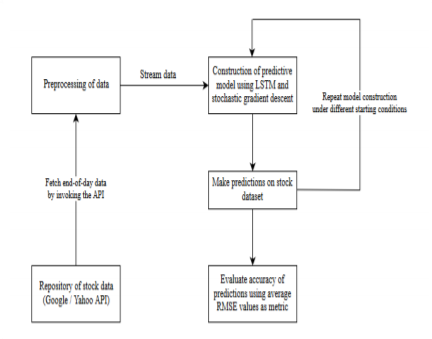 Preprocessing of data
Stream data
Construction of predictive
model using LSTM and
stochastic gradient descent
Repeat model construction
under different starting conditions
Fetch end-of-day data
by invoking the API
Make predictions on stock
dataset
Repository of stock data
(Google / Yahoo API)
Evaluate accuracy of
predictions using average
RMSE values as metric